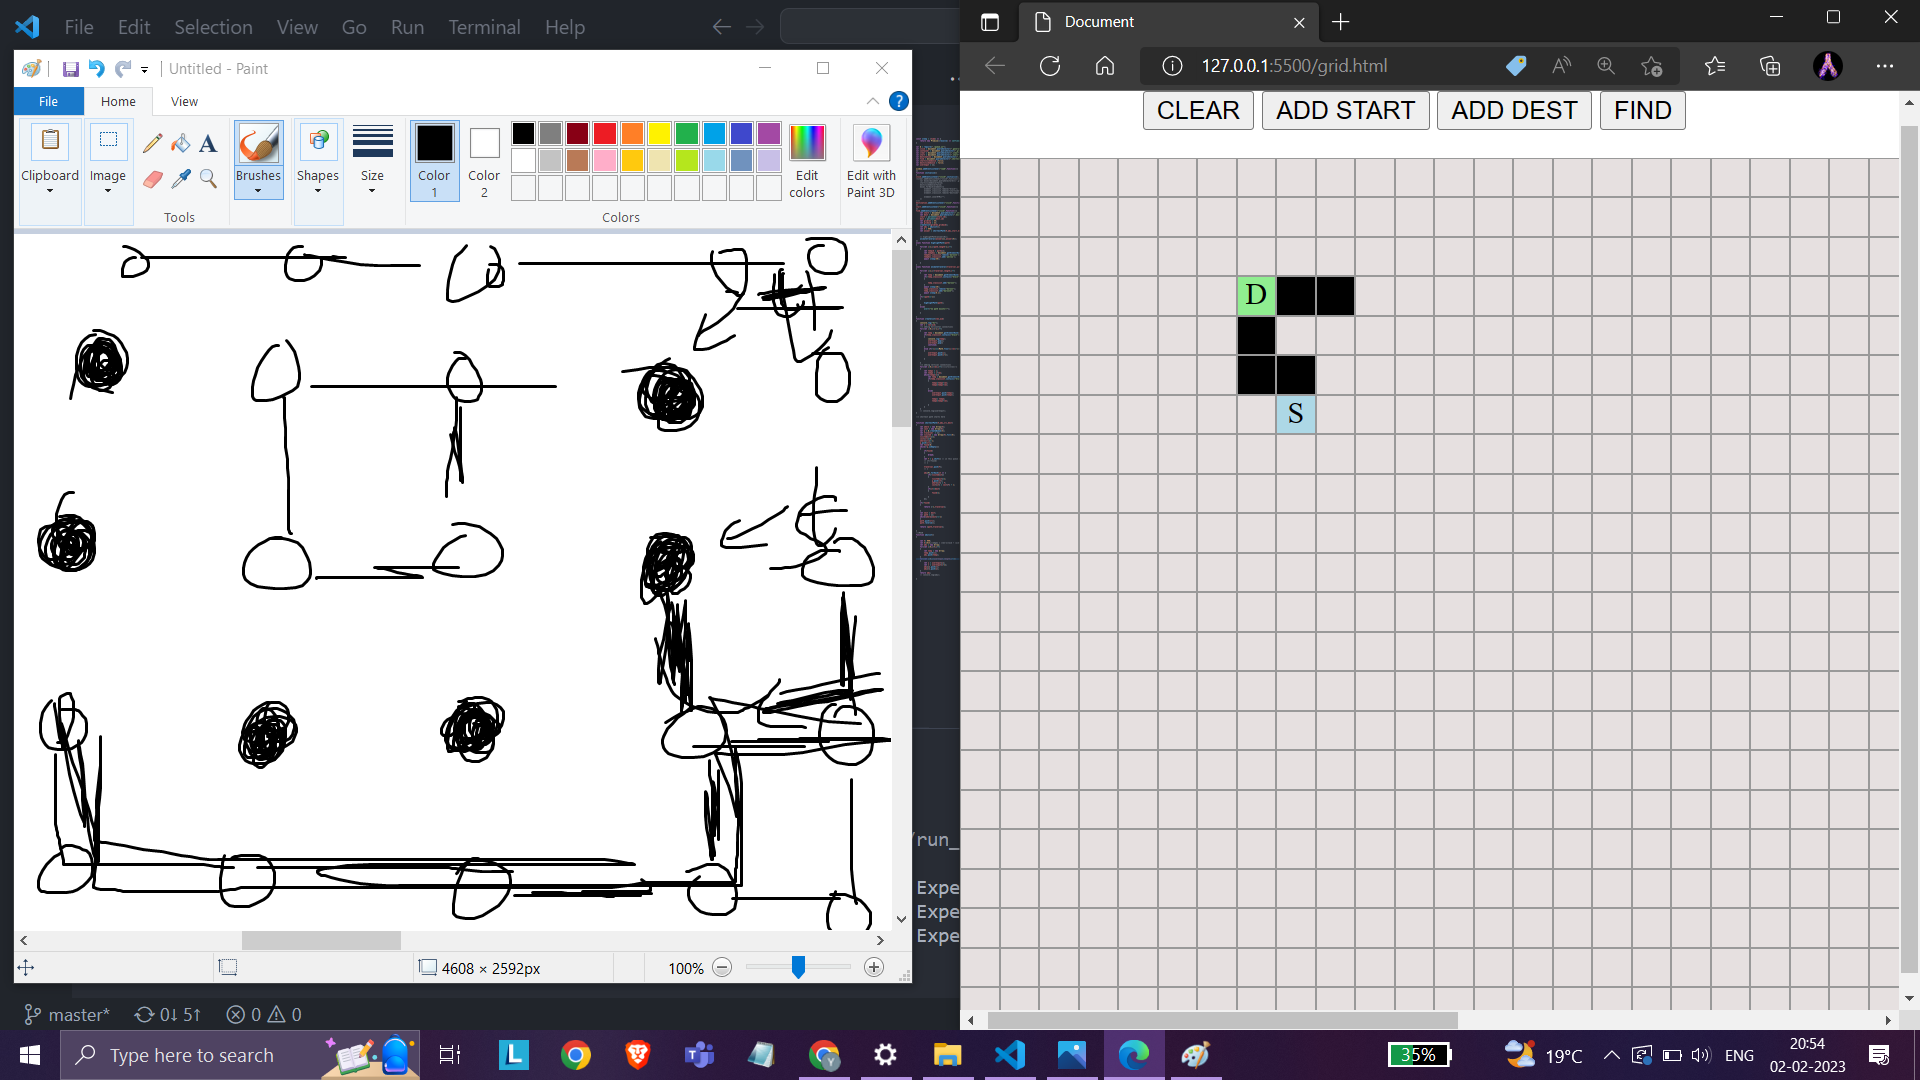 File Edit Selection View Go Run Terminal Help
Untitled - Paint
File Home View
Clipboard
Image
Tools
Brushes
Shapes
Size
Color 1
Color 2
Edit colors
Edit with Paint 3D
Colors
4608 × 2592px
100%
/run_
Expe
Expe
Expe
master* 0↓ 5↑ 0 0
Document
127.0.0.1:5500/grid.html
CLEAR ADD START ADD DEST FIND
D
S
Type here to search
35%
19°C
ENG
20:54
02-02-2023